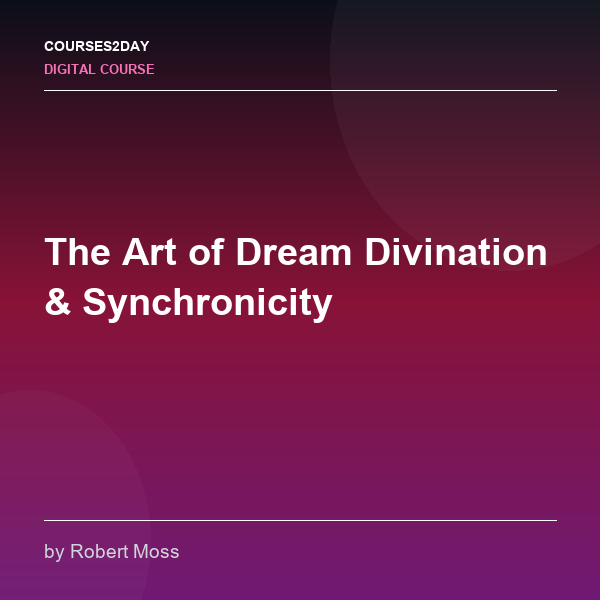 COURSES2DAY
DIGITAL COURSE
The Art of Dream Divination
& Synchronicity
by Robert Moss